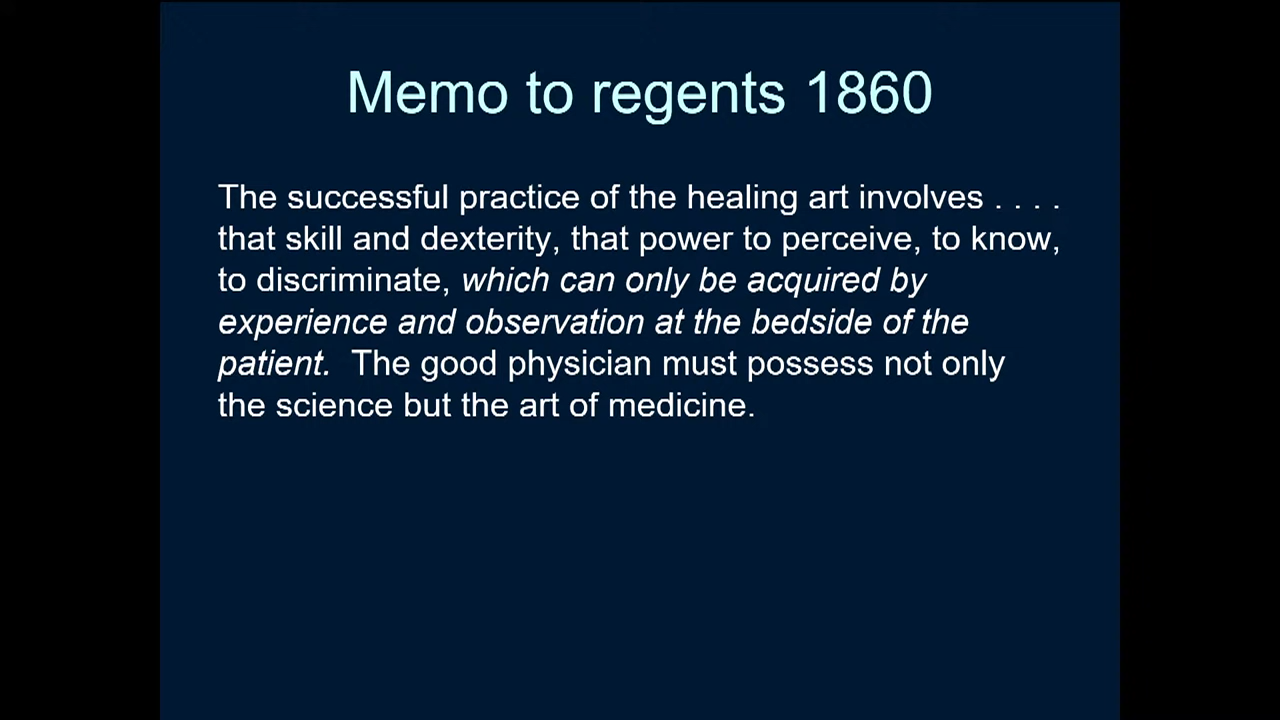 Memo to regents 1860
The successful practice of the healing art involves . . . .
that skill and dexterity, that power to perceive, to know,
to discriminate, which can only be acquired by
experience and observation at the bedside of the
patient.  The good physician must possess not only
the science but the art of medicine.